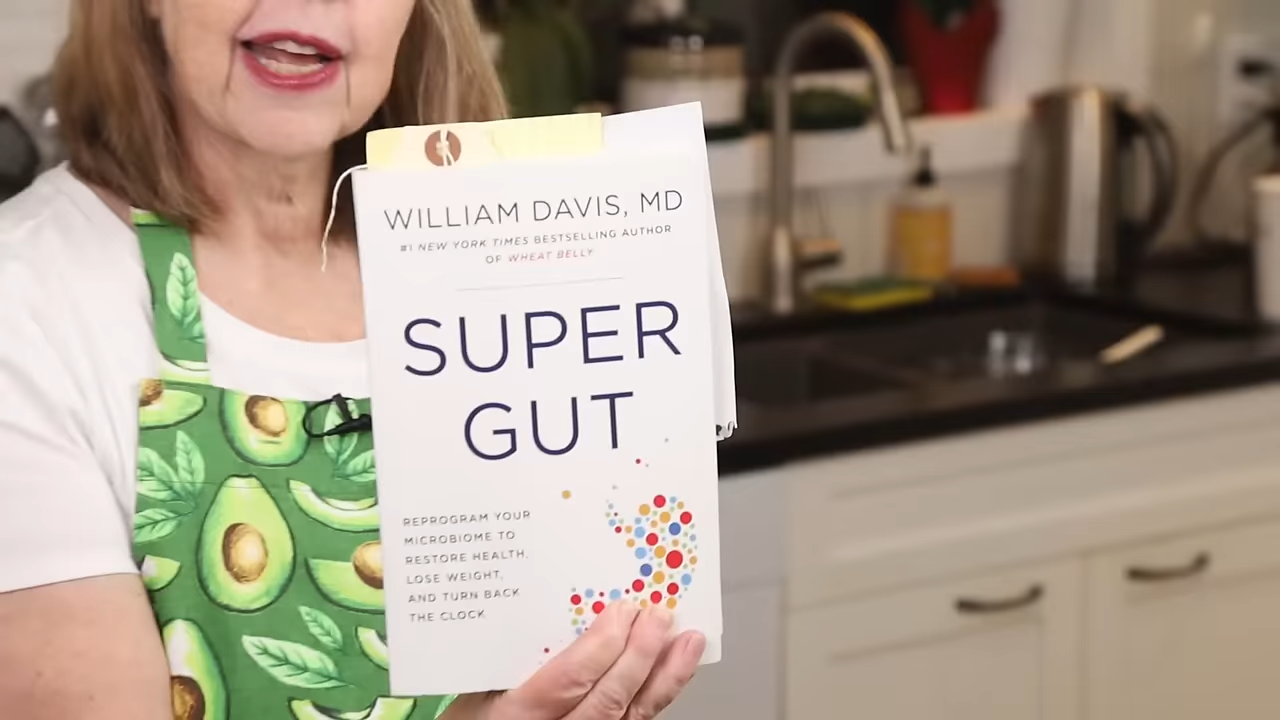 WILLIAM DAVIS, MD
#1 NEW YORK TIMES BESTSELLING AUTHOR
OF WHEAT BELLY
SUPER
GUT
REPROGRAM YOUR
MICROBIOME TO
RESTORE HEALTH,
LOSE WEIGHT,
AND TURN BACK
THE CLOCK